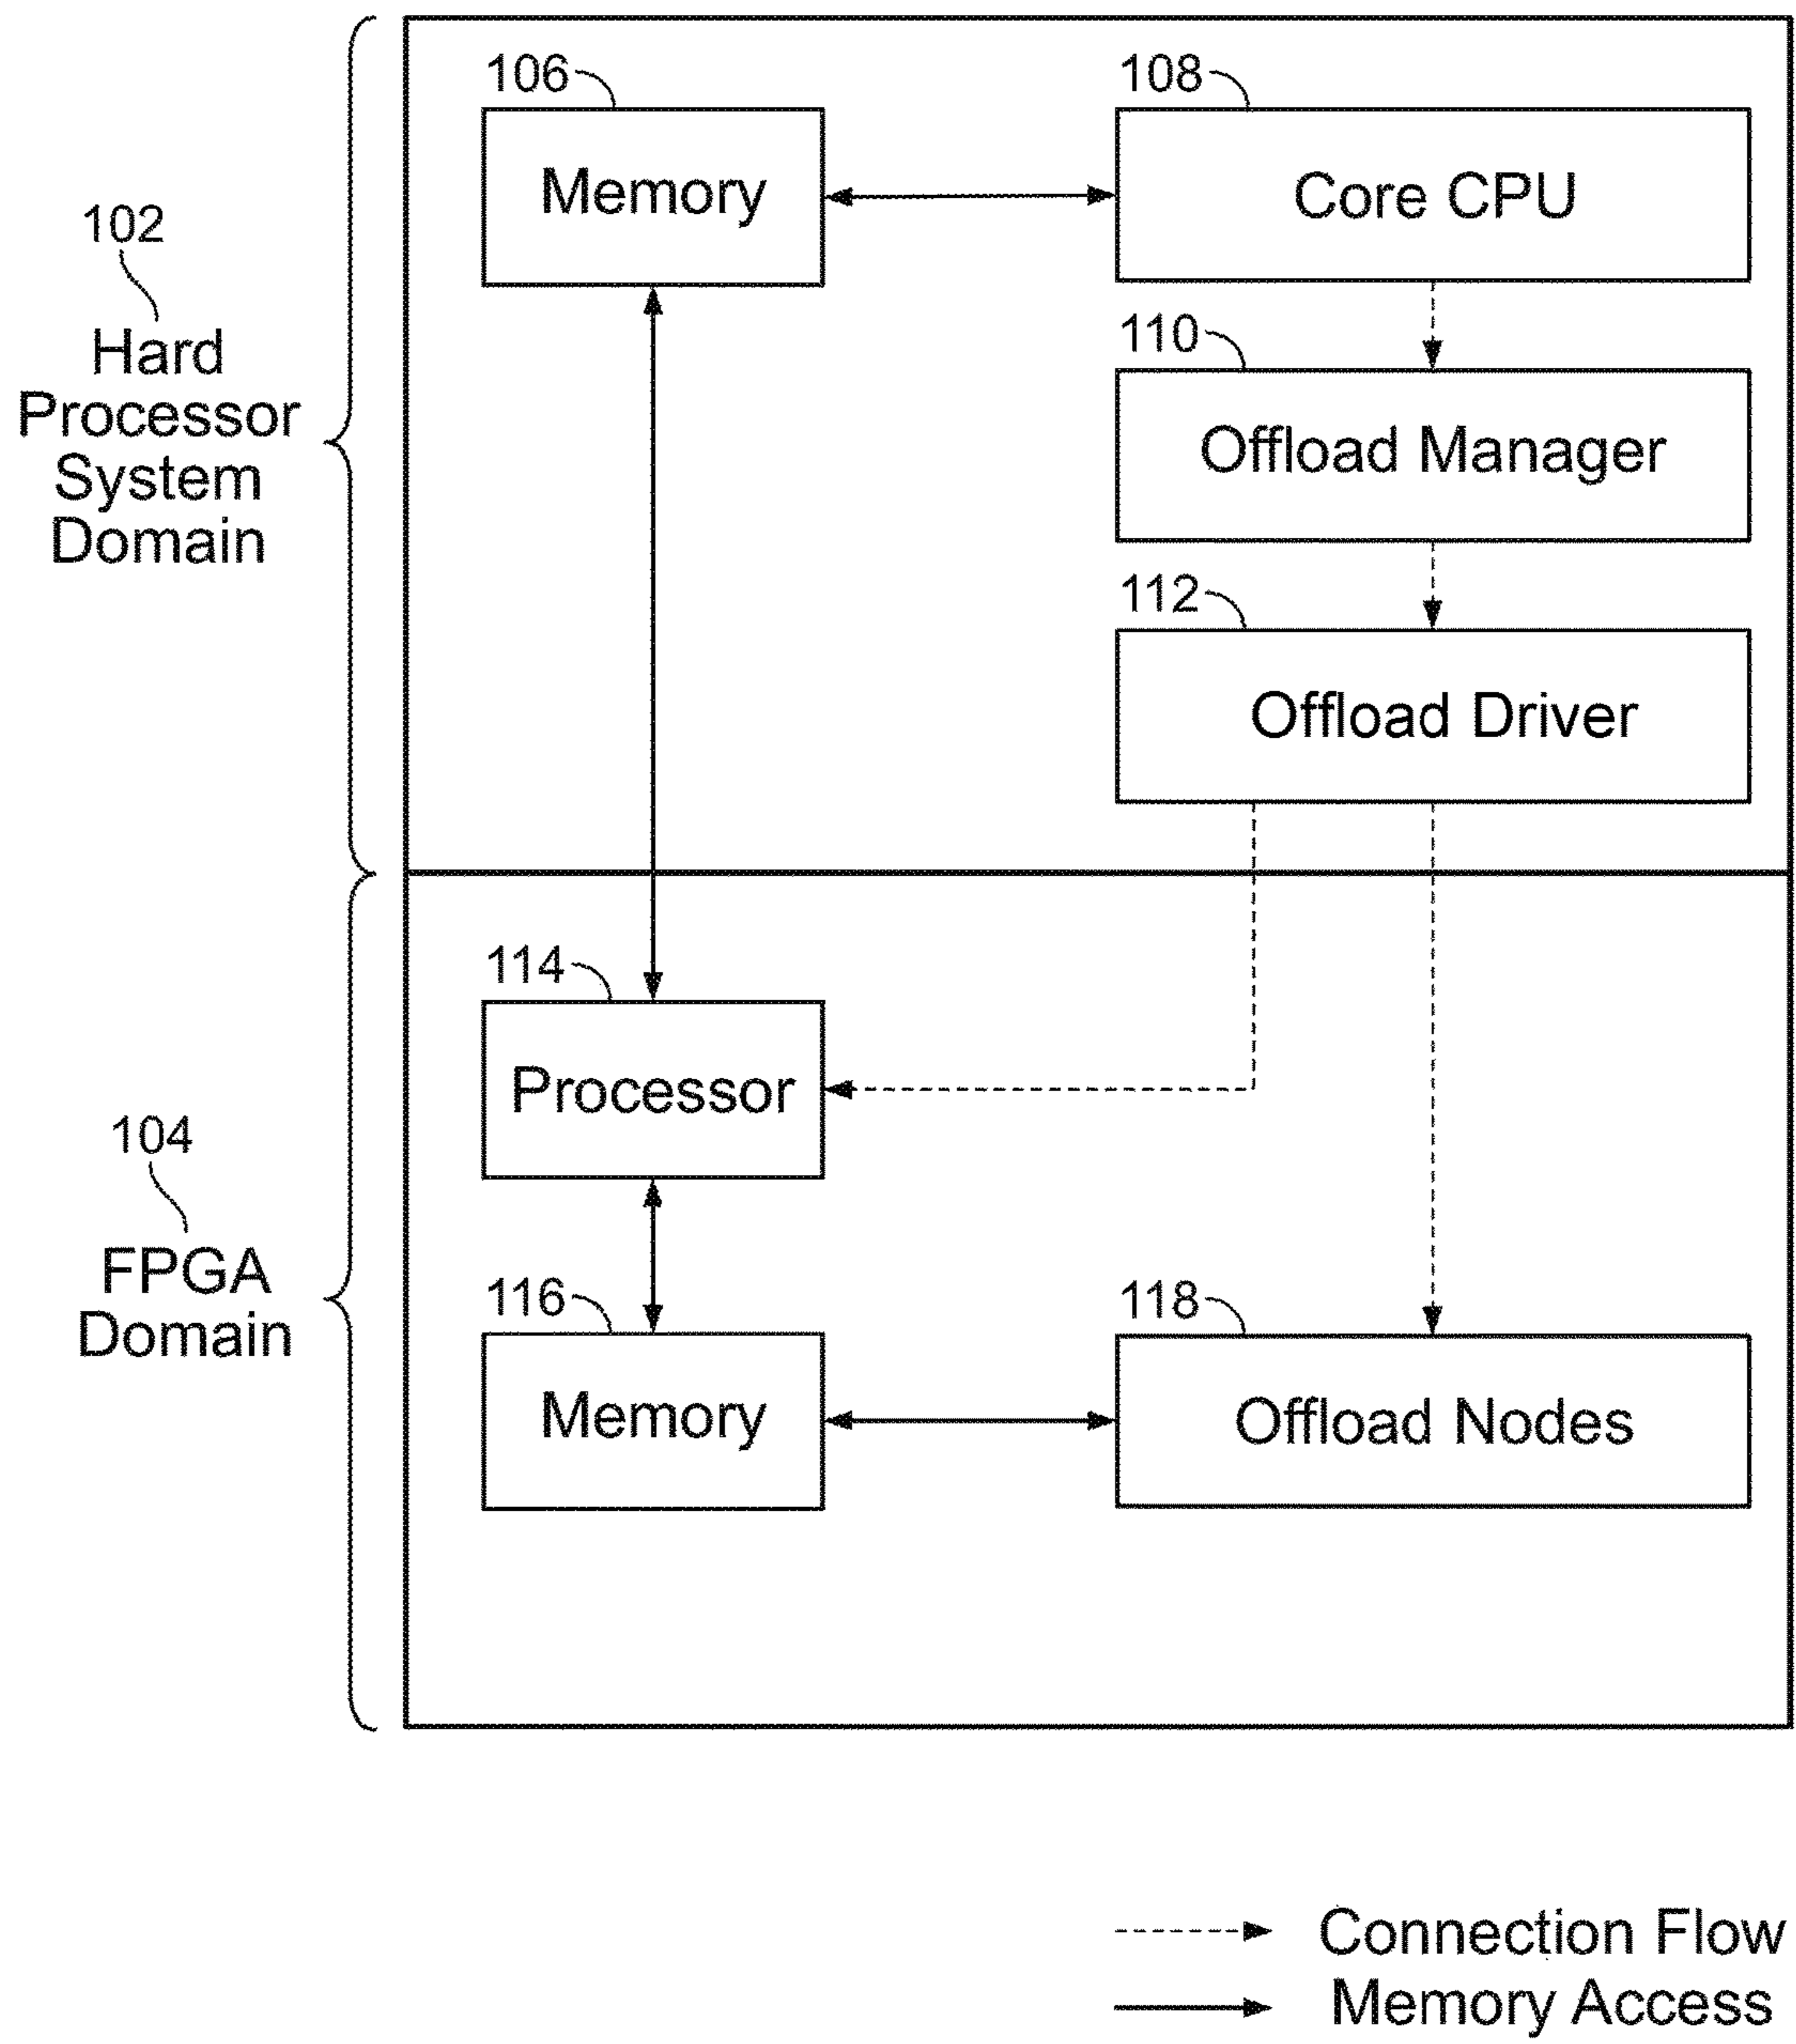 106
108
Memory
Core CPU
102
Hard
Processor
System
Domain
110
Offload Manager
112
Offload Driver
114
Processor
104
FPGA
Domain
116
118
Memory
Offload Nodes
Connection Flow
Memory Access